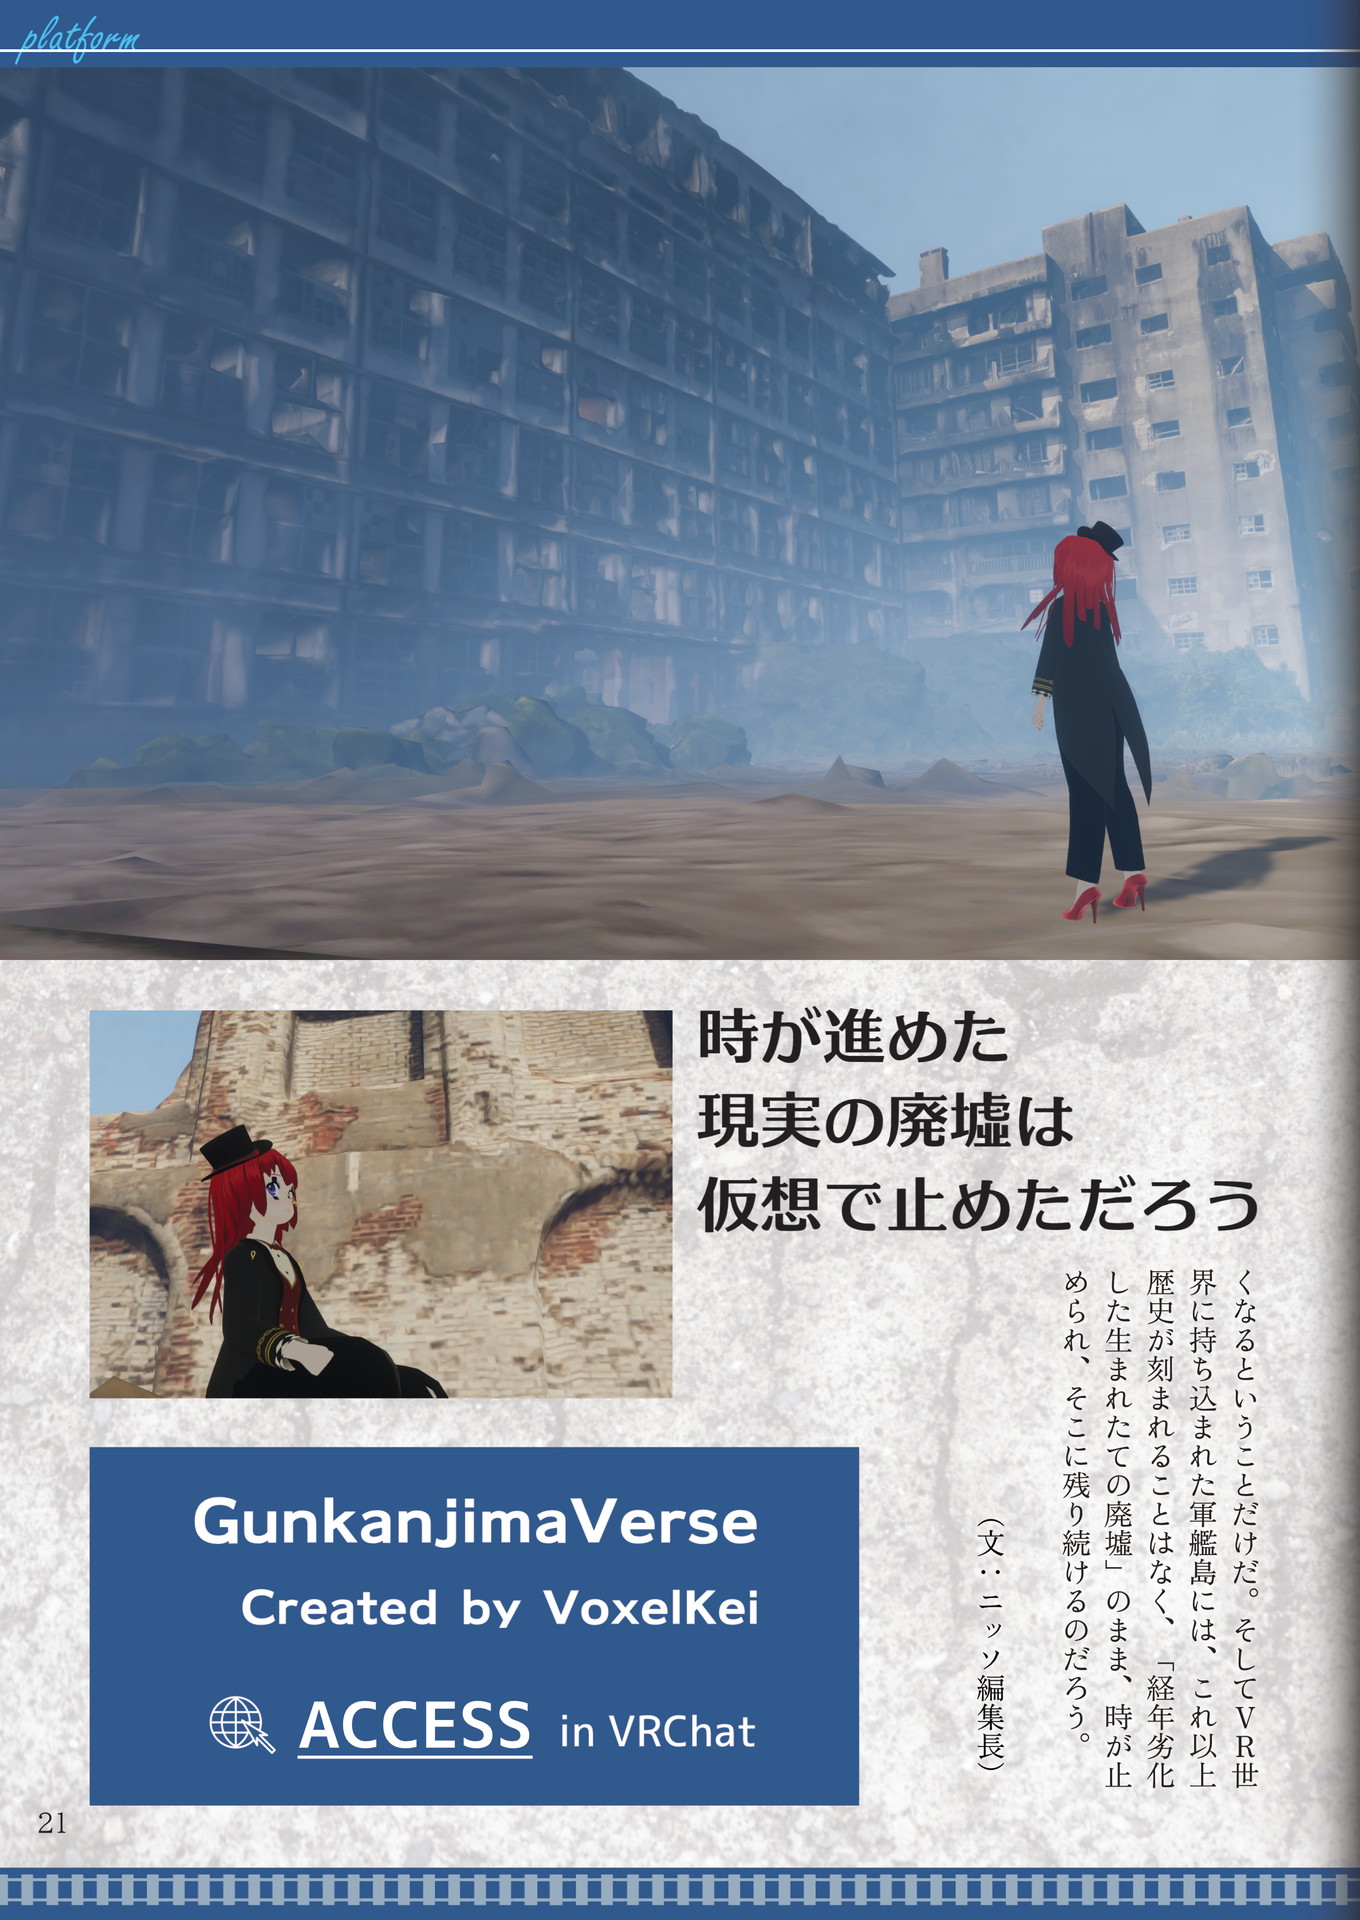 platform
時が進めた
現実の廃墟は
仮想で止めただろう
くなるということだけだ。そしてVR世
界に持ち込まれた軍艦島には、これ以上
歴史が刻まれることはなく、「経年劣化
した生まれたての廃墟」のまま、時が止
められ、そこに残り続けるのだろう。
（文：ニッソ編集長）
GunkanjimaVerse
Created by VoxelKei
ACCESS in VRChat
21